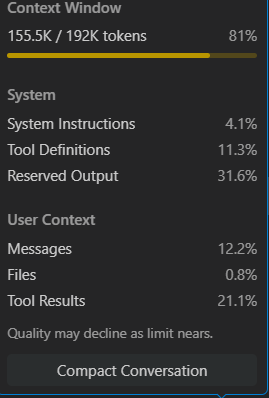 Context Window
155.5K / 192K tokens 81%
System
System Instructions 4.1%
Tool Definitions 11.3%
Reserved Output 31.6%
User Context
Messages 12.2%
Files 0.8%
Tool Results 21.1%
Quality may decline as limit nears.
Compact Conversation